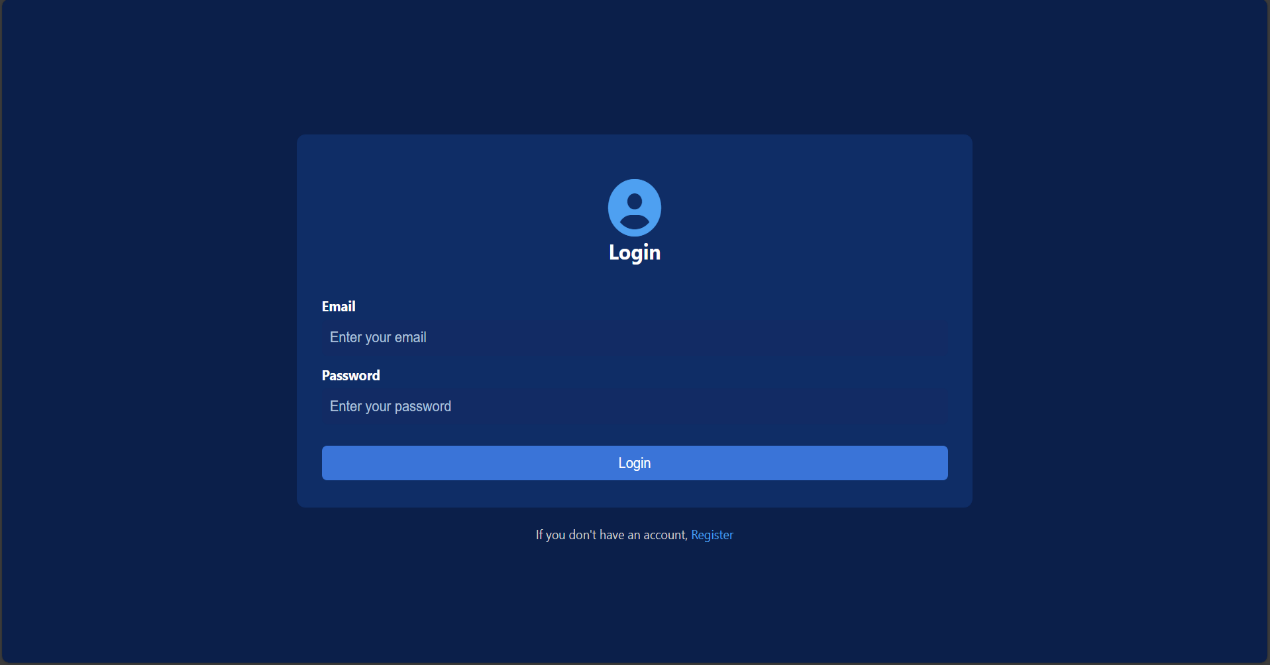 Login
Email
Enter your email
Password
Enter your password
Login
If you don't have an account, Register